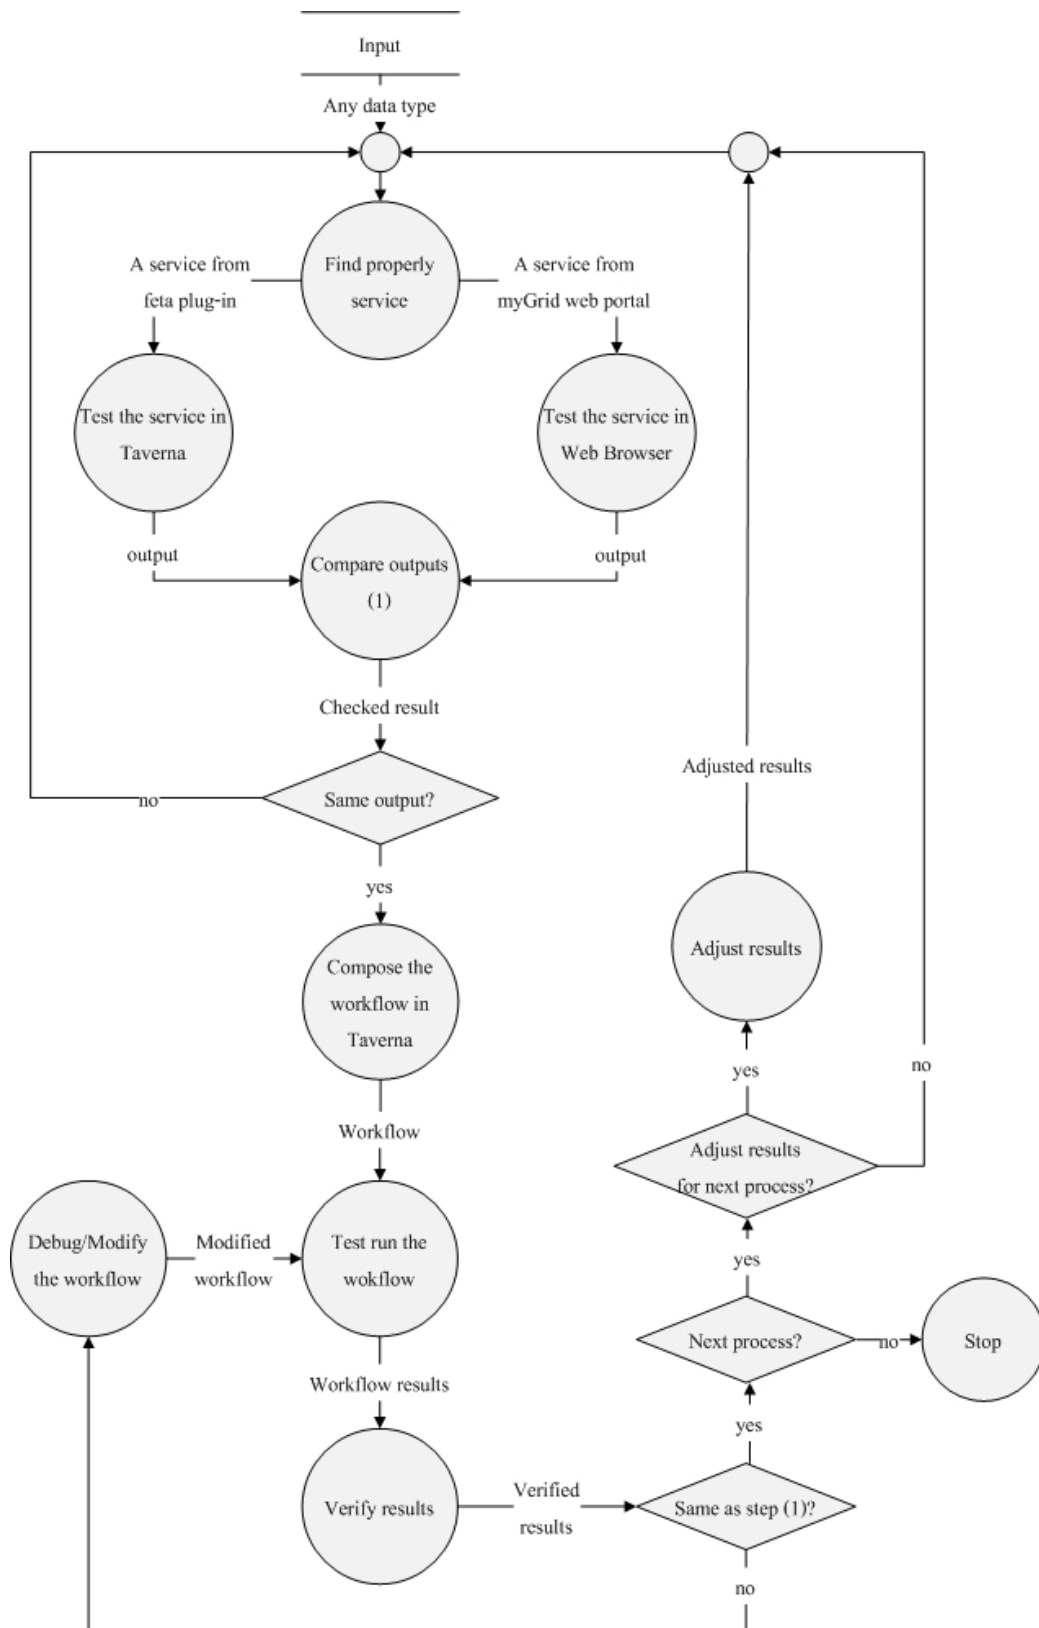 Input
Any data type
Find properly
service
A service from
feta plug-in
A service from
myGrid web portal
Test the service in
Taverna
Test the service in
Web Browser
output
output
Compare outputs
(1)
Checked result
Same output?
no
yes
Compose the
workflow in
Taverna
Workflow
Debug/Modify
the workflow
Modified
workflow
Test run the
wokflow
Workflow results
Verify results
Verified
results
Same as step (1)?
no
yes
Next process?
no
Stop
yes
Adjust results
for next process?
no
yes
Adjust results
Adjusted results